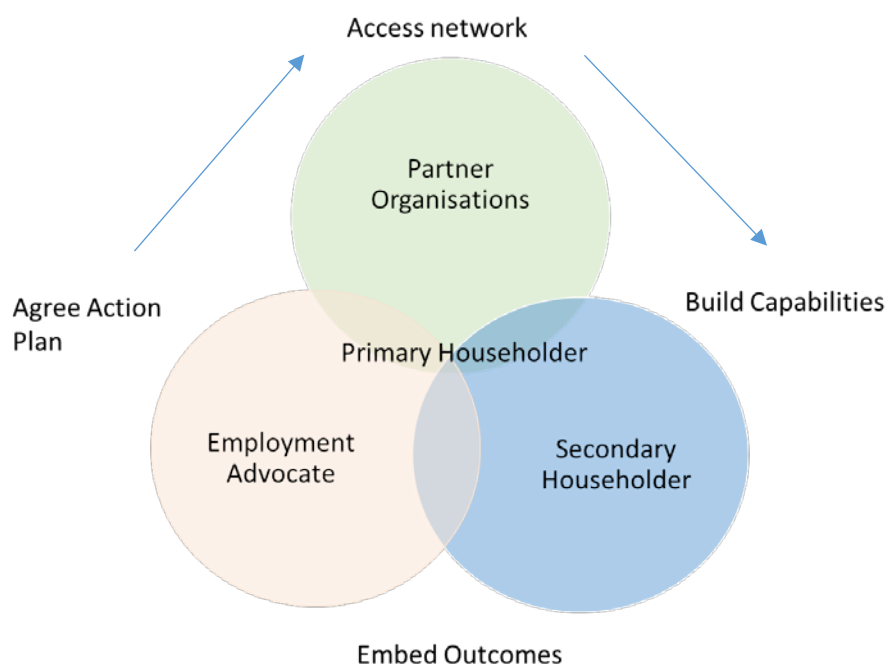 Access network
Partner
Organisations
Agree Action
Plan
Build Capabilities
Primary Householder
Employment
Advocate
Secondary
Householder
Embed Outcomes